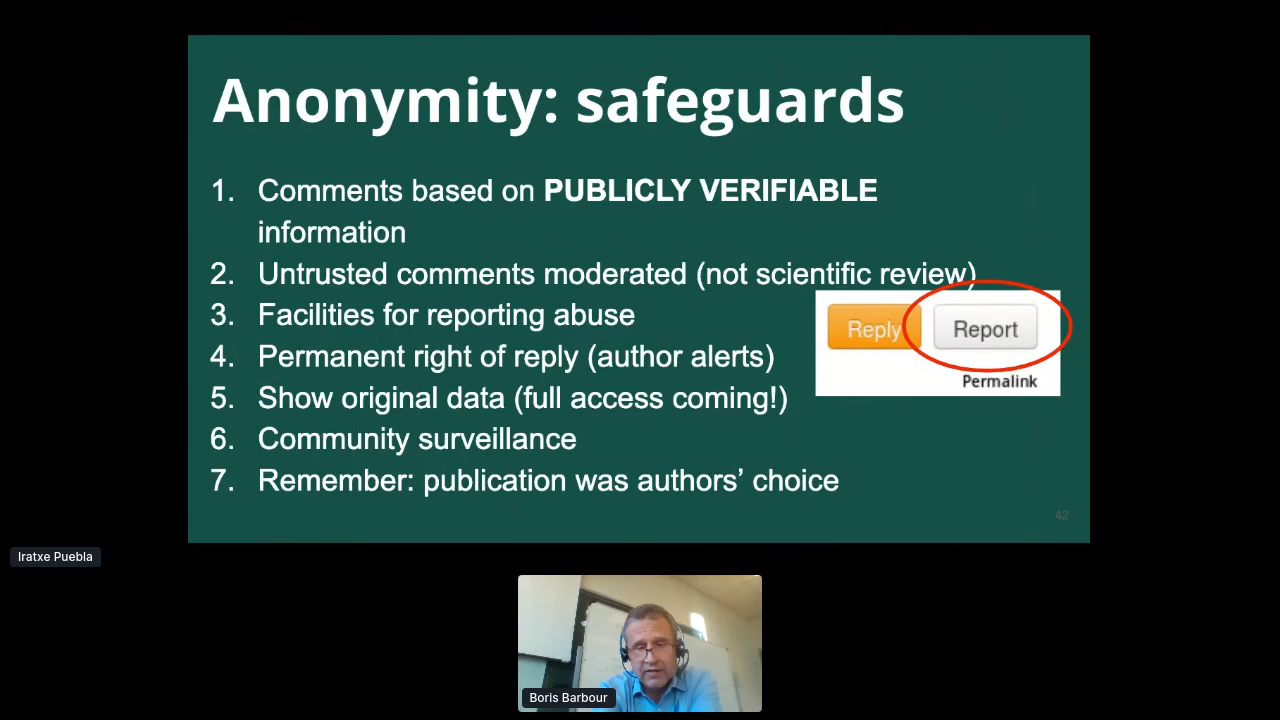 Anonymity: safeguards
1. Comments based on PUBLICLY VERIFIABLE
information
2. Untrusted comments moderated (not scientific review)
3. Facilities for reporting abuse
4. Permanent right of reply (author alerts)
5. Show original data (full access coming!)
6. Community surveillance
7. Remember: publication was authors’ choice
Reply Report
Permalink
42
Iratxe Puebla
Boris Barbour